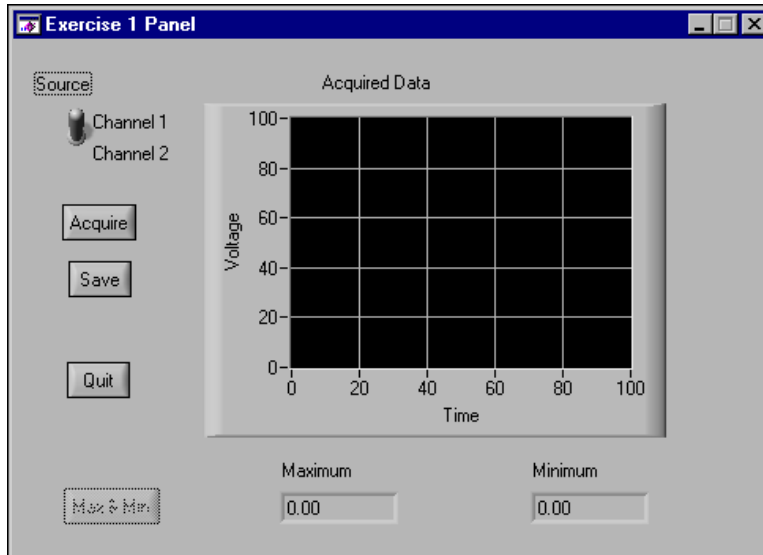 Exercise 1 Panel
Source
Channel 1
Channel 2
Acquire
Save
Quit
Max & Min
Acquired Data
Voltage
100
80
60
40
20
0
0 20 40 60 80 100
Time
Maximum
0.00
Minimum
0.00